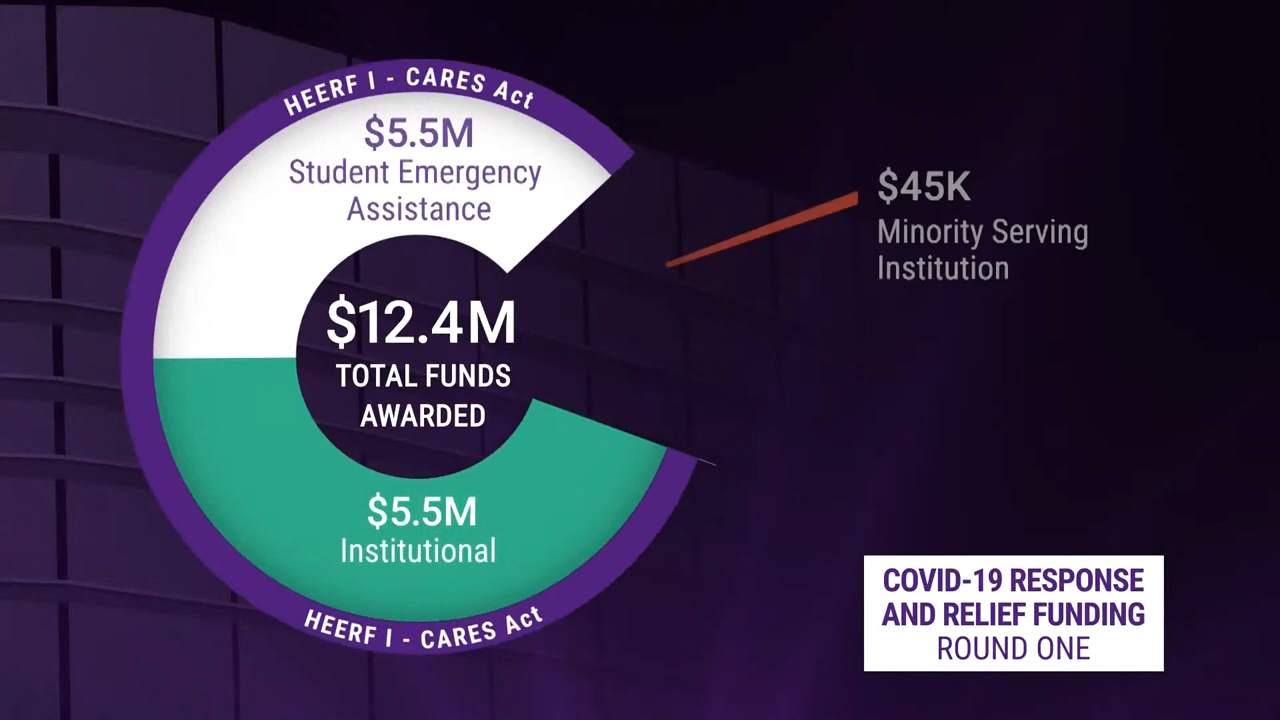 HEERF I - CARES Act
$5.5M
Student Emergency
Assistance
$12.4M
TOTAL FUNDS
AWARDED
$5.5M
Institutional
HEERF I - CARES Act
$45K
Minority Serving
Institution
COVID-19 RESPONSE
AND RELIEF FUNDING
ROUND ONE